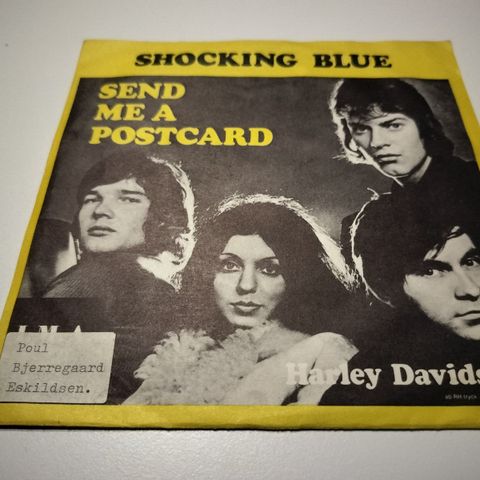 SHOCKING BLUE
SEND
ME A
POSTCARD
Poul
Bjerregaard
Eskildsen.
Harley Davids